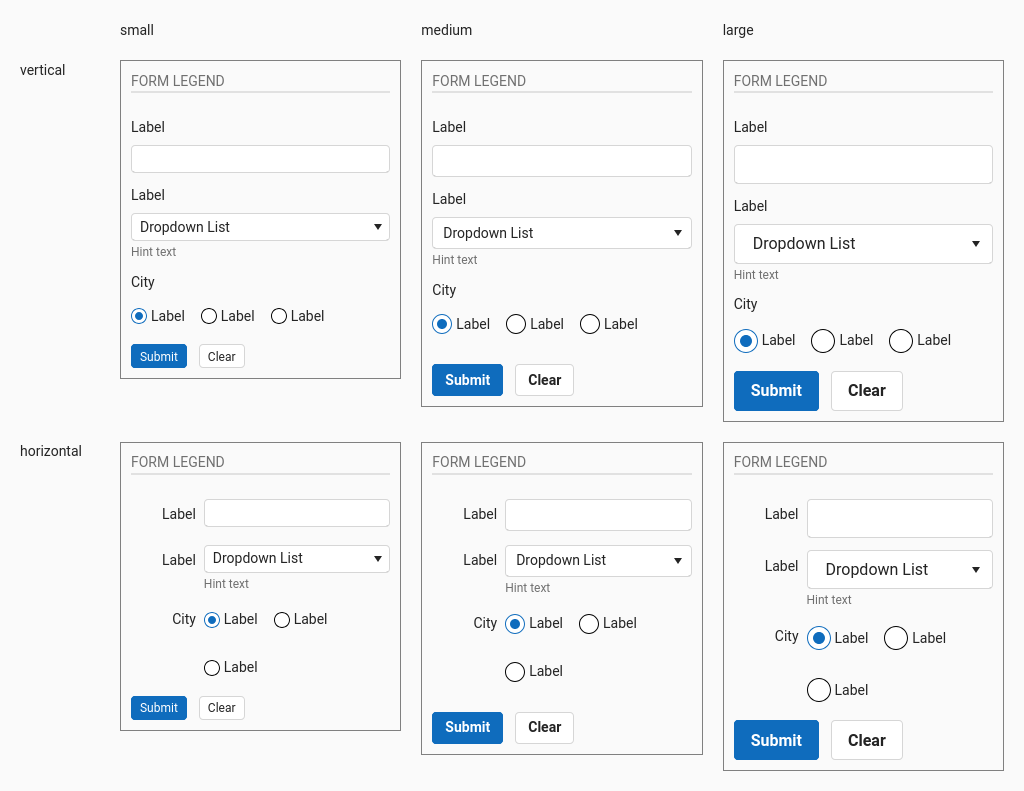 small medium large
vertical
FORM LEGEND
Label
Label
Dropdown List
Hint text
City
Label Label Label
Submit Clear
FORM LEGEND
Label
Label
Dropdown List
Hint text
City
Label Label Label
Submit Clear
FORM LEGEND
Label
Label
Dropdown List
Hint text
City
Label Label Label
Submit Clear
horizontal
FORM LEGEND
Label
Label Dropdown List
Hint text
City Label Label
Label
Submit Clear
FORM LEGEND
Label
Label Dropdown List
Hint text
City Label Label
Label
Submit Clear
FORM LEGEND
Label
Label Dropdown List
Hint text
City Label Label
Label
Submit Clear